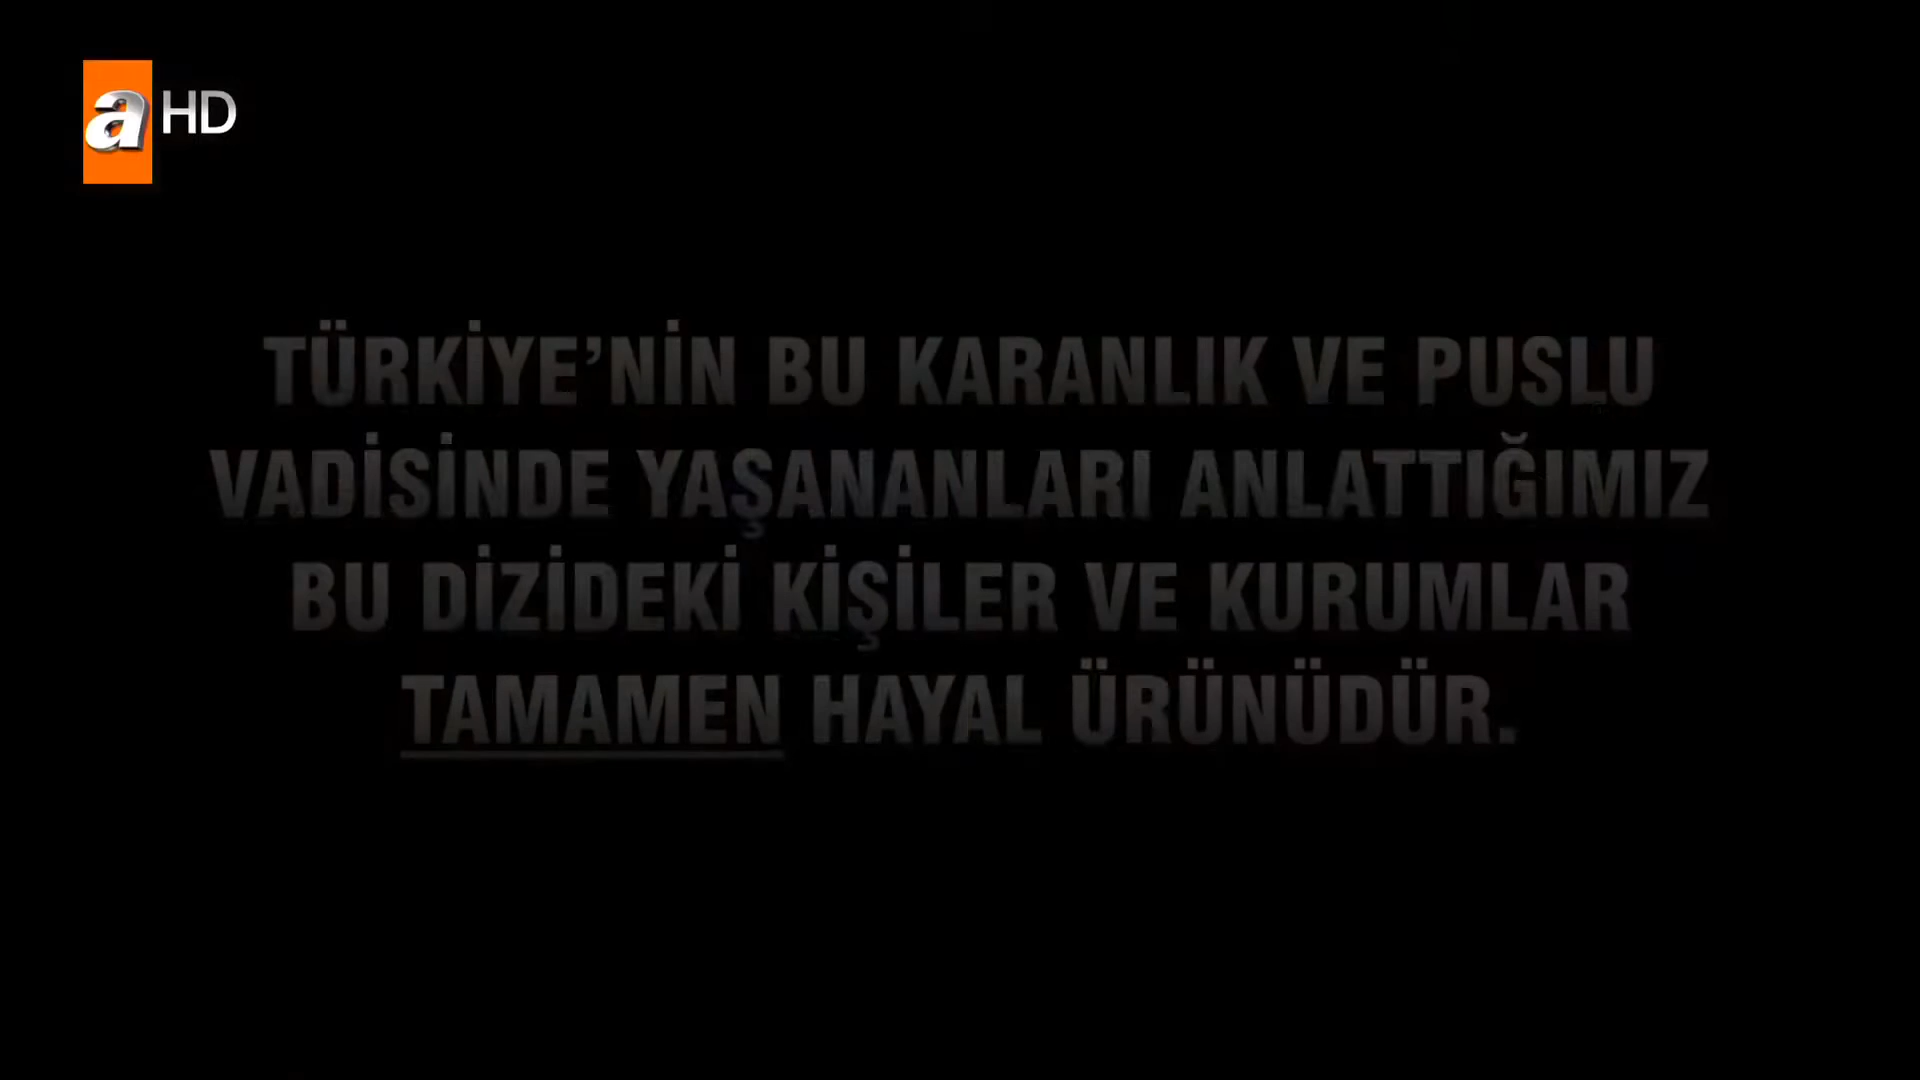 a HD
TÜRKİYE'NİN BU KARANLIK VE PUSLU
VADİSİNDE YAŞANANLARI ANLATTIĞIMIZ
BU DİZİDEKİ KİŞİLER VE KURUMLAR
TAMAMEN HAYAL ÜRÜNÜDÜR.